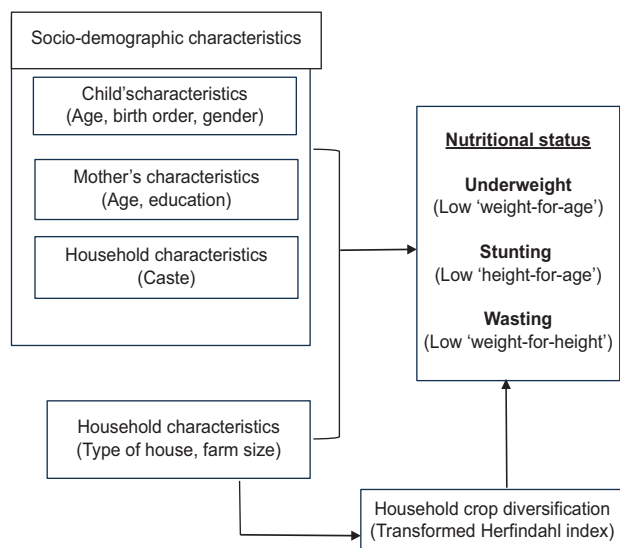 Socio-demographic characteristics
Child'scharacteristics
(Age, birth order, gender)
Mother's characteristics
(Age, education)
Household characteristics
(Caste)
Nutritional status
Underweight
(Low 'weight-for-age')
Stunting
(Low 'height-for-age')
Wasting
(Low 'weight-for-height')
Household characteristics
(Type of house, farm size)
Household crop diversification
(Transformed Herfindahl index)